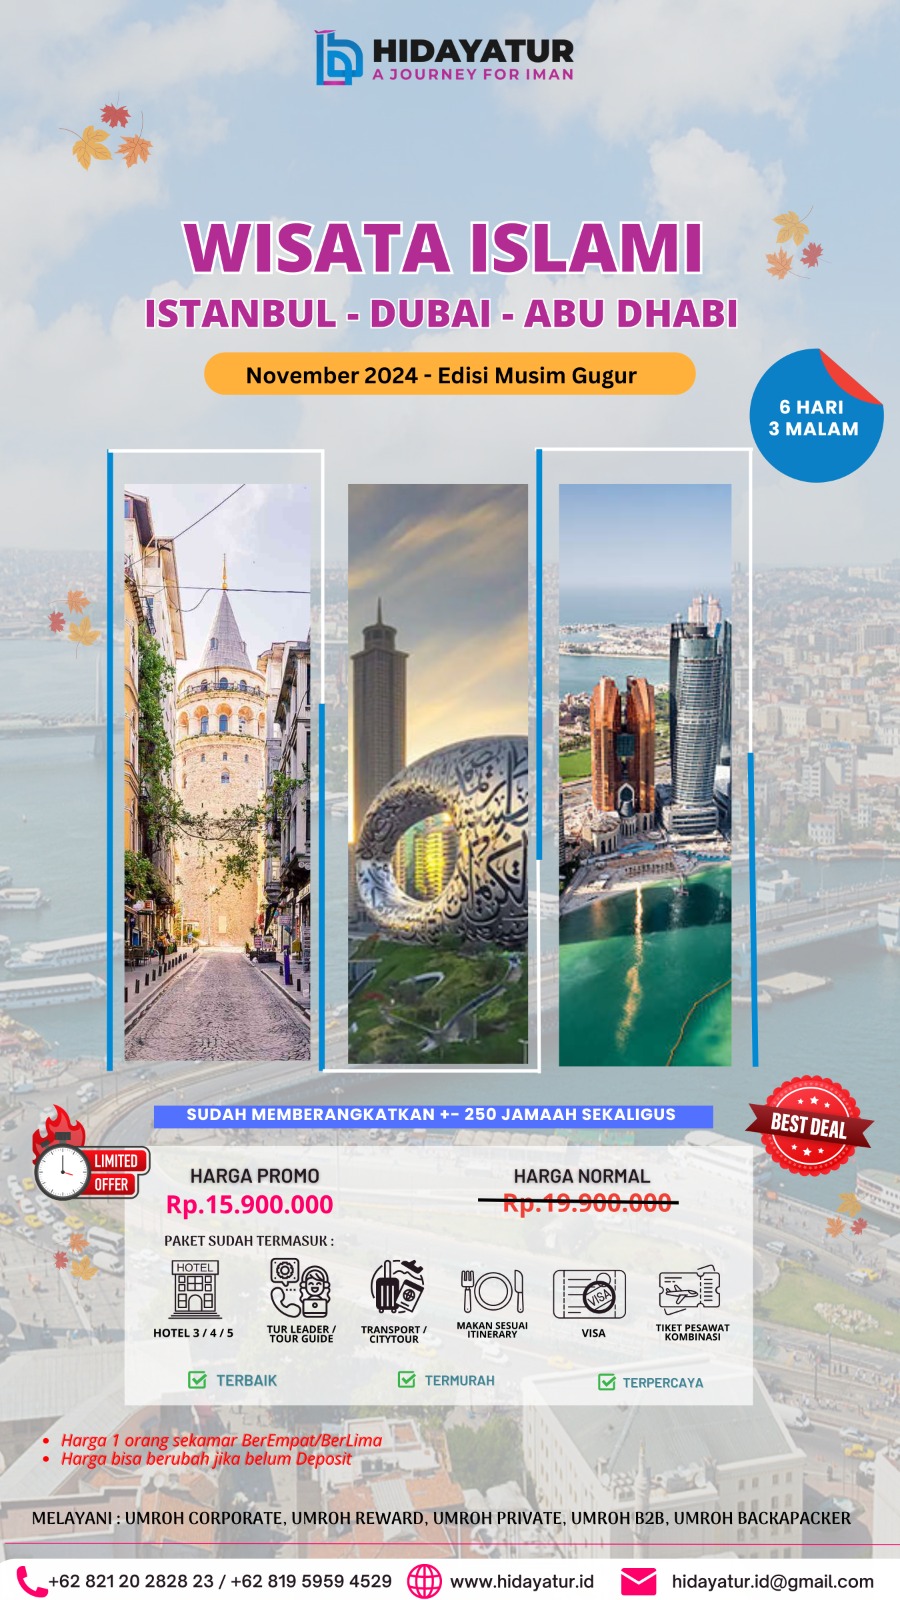 HIDAYATUR
A JOURNEY FOR IMAN
WISATA ISLAMI
ISTANBUL - DUBAI - ABU DHABI
November 2024 - Edisi Musim Gugur
6 HARI
3 MALAM
SUDAH MEMBERANGKATKAN +- 250 JAMAAH SEKALIGUS
BEST DEAL
LIMITED
OFFER
HARGA PROMO
Rp.15.900.000
HARGA NORMAL
Rp.19.900.000
PAKET SUDAH TERMASUK :
HOTEL
VISA
HOTEL 3 / 4 / 5
TUR LEADER /
TOUR GUIDE
TRANSPORT /
CITYTOUR
MAKAN SESUAI
ITINERARY
VISA
TIKET PESAWAT
KOMBINASI
TERBAIK
TERMURAH
TERPERCAYA
• Harga 1 orang sekamar BerEmpat/BerLima
• Harga bisa berubah jika belum Deposit
MELAYANI : UMROH CORPORATE, UMROH REWARD, UMROH PRIVATE, UMROH B2B, UMROH BACKAPACKER
+62 821 20 2828 23 / +62 819 5959 4529
www.hidayatur.id
hidayatur.id@gmail.com